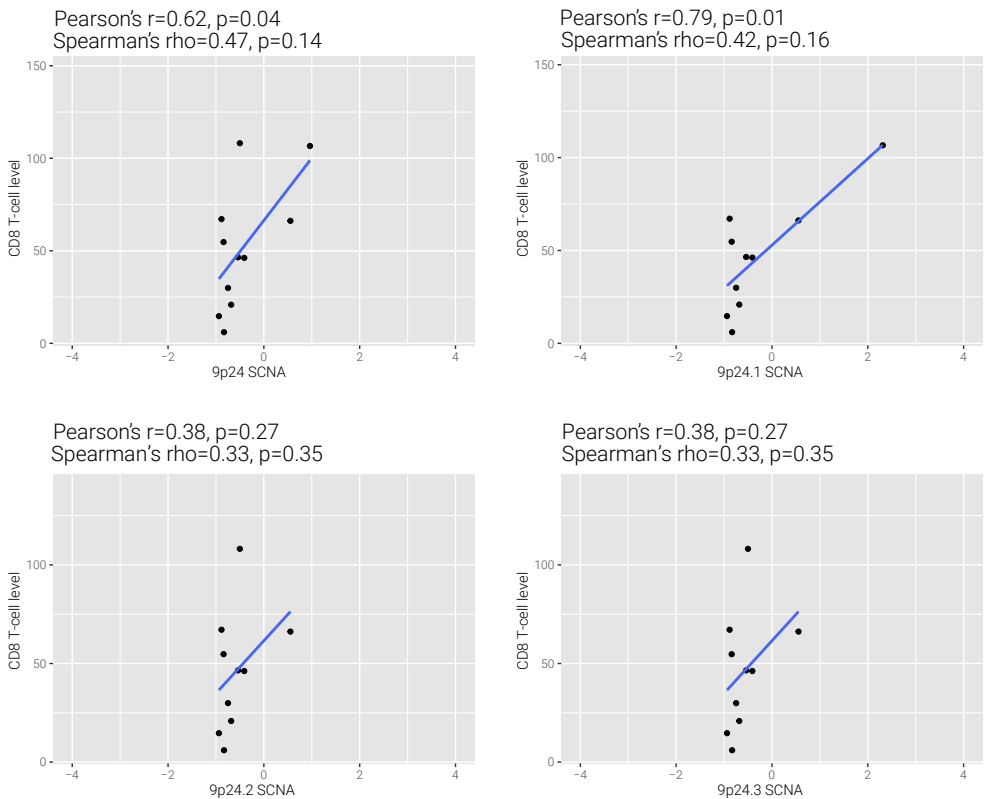 Pearson's r=0.62, p=0.04
Spearman's rho=0.47, p=0.14
150
100
50
0
CD8 T-cell level
−4 −2 0 2 4
9p24 SCNA
Pearson's r=0.79, p=0.01
Spearman's rho=0.42, p=0.16
150
100
50
0
CD8 T-cell level
−4 −2 0 2 4
9p24.1 SCNA
Pearson's r=0.38, p=0.27
Spearman's rho=0.33, p=0.35
100
50
0
CD8 T-cell level
−4 −2 0 2 4
9p24.2 SCNA
Pearson's r=0.38, p=0.27
Spearman's rho=0.33, p=0.35
100
50
0
CD8 T-cell level
−4 −2 0 2 4
9p24.3 SCNA